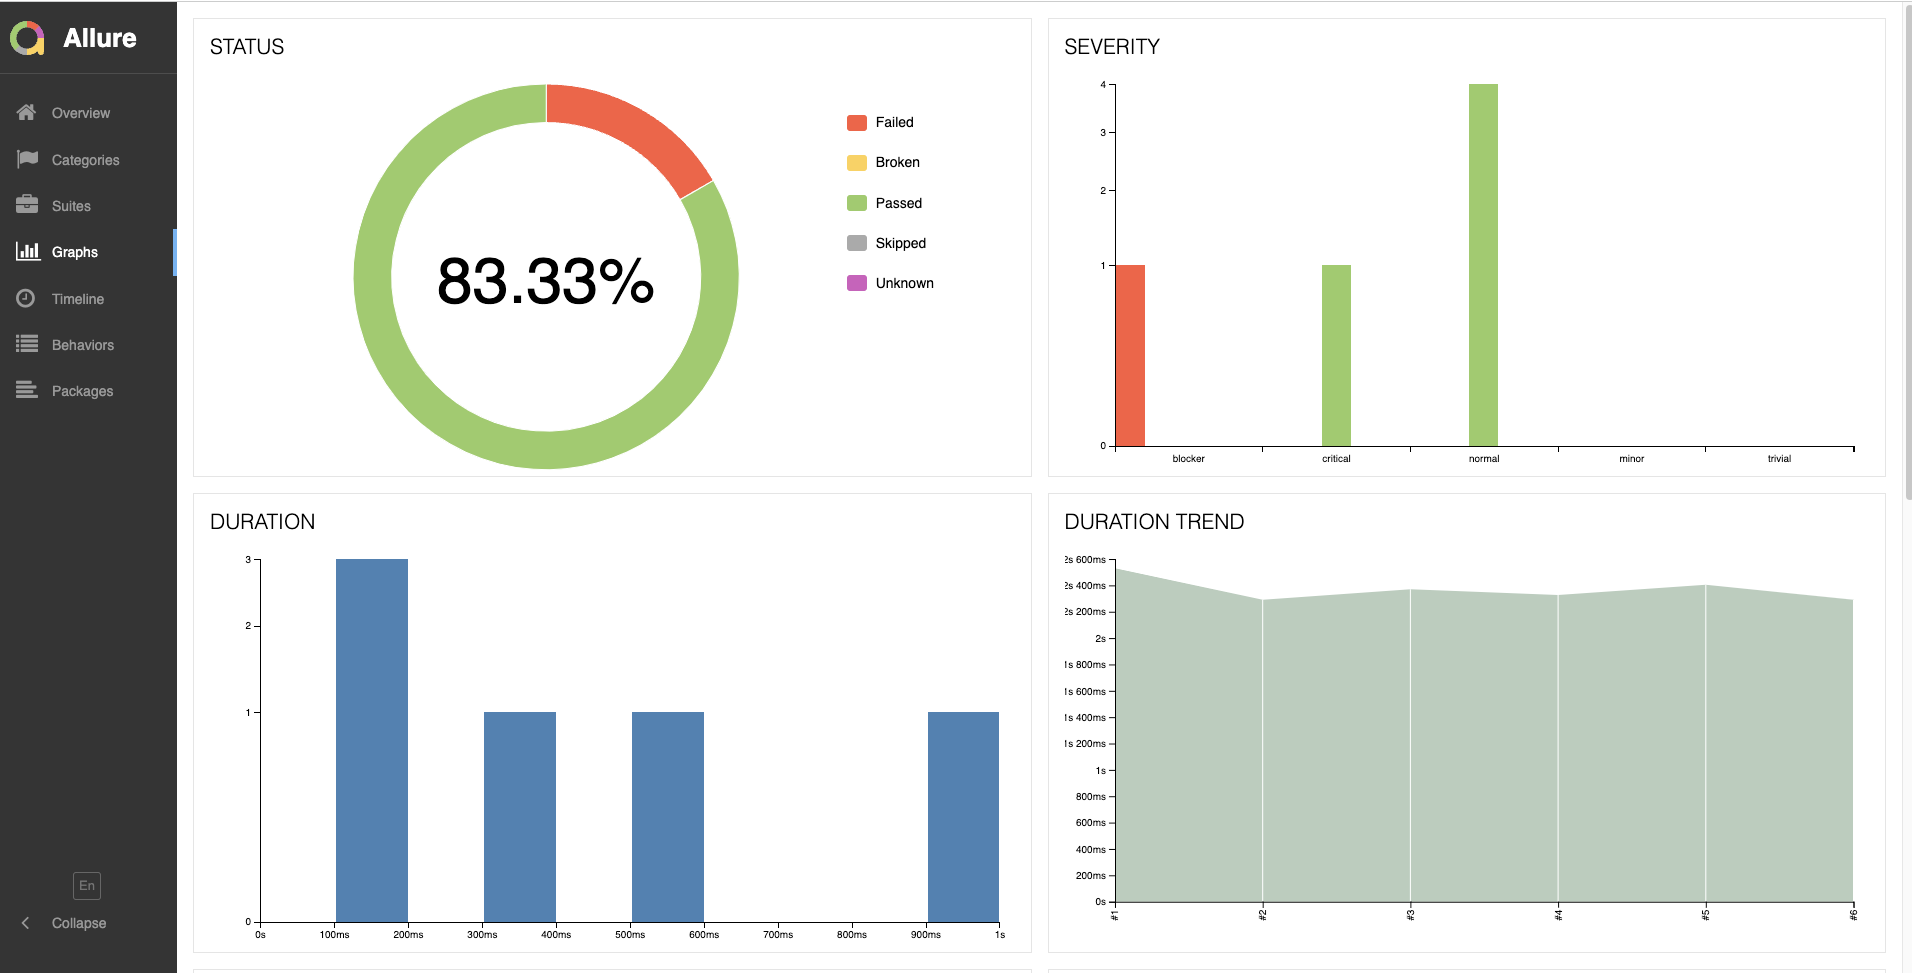 Allure
Overview
Categories
Suites
Graphs
Timeline
Behaviors
Packages
En
Collapse
STATUS
83.33%
Failed
Broken
Passed
Skipped
Unknown
SEVERITY
4
3
2
1
0
blocker critical normal minor trivial
DURATION
3
2
1
0
0s 100ms 200ms 300ms 400ms 500ms 600ms 700ms 800ms 900ms 1s
DURATION TREND
2s 600ms
2s 400ms
2s 200ms
2s
1s 800ms
1s 600ms
1s 400ms
1s 200ms
1s
800ms
600ms
400ms
200ms
0s
#1 #2 #3 #4 #5 #6